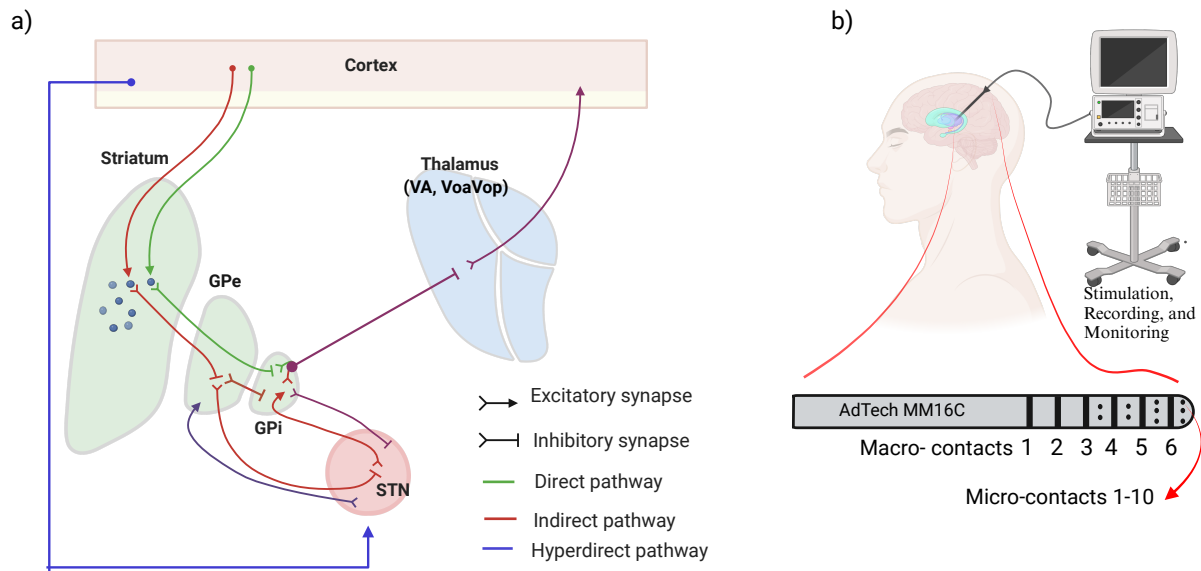 a)
Cortex
Striatum
Thalamus
(VA, VoaVop)
GPe
GPi
STN
Excitatory synapse
Inhibitory synapse
Direct pathway
Indirect pathway
Hyperdirect pathway
b)
Stimulation,
Recording, and
Monitoring
AdTech MM16C
Macro- contacts 1 2 3 4 5 6
Micro-contacts 1-10